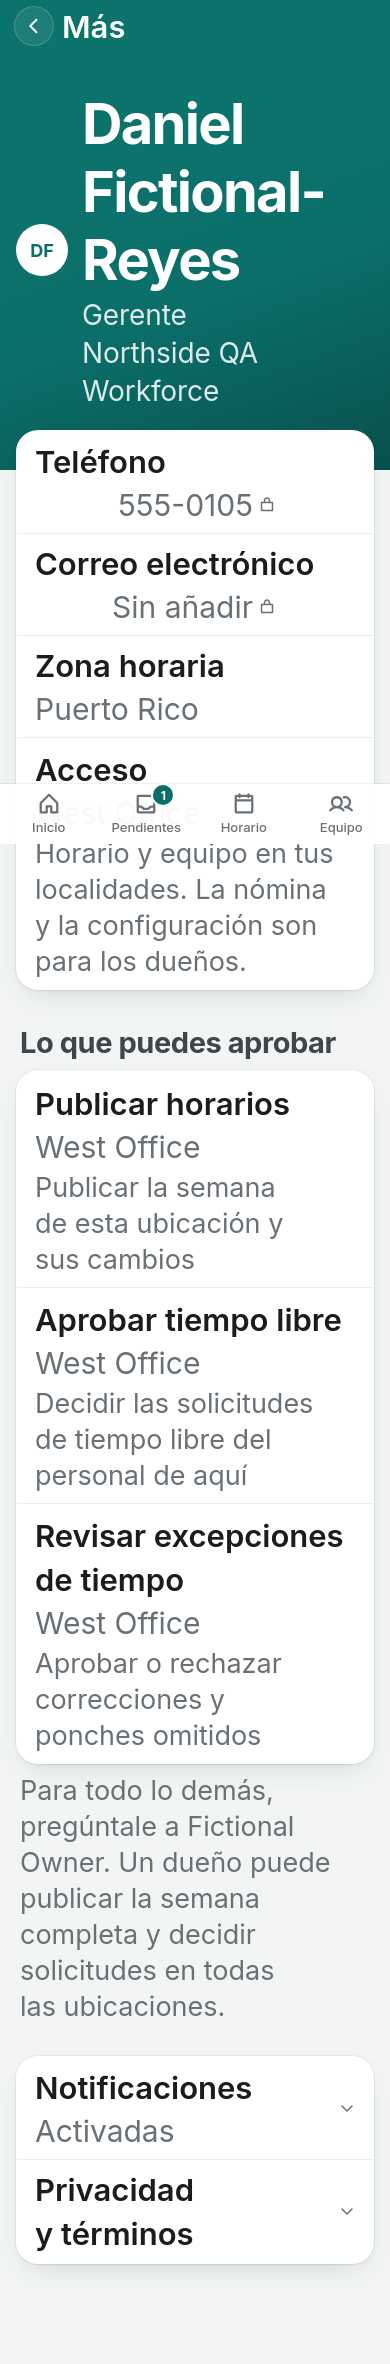 Más
Daniel
Fictional-
DF
Reyes
Gerente
Northside QA
Workforce
Teléfono
555-0105
Correo electrónico
Sin añadir
Zona horaria
Puerto Rico
Acceso
West Office
1
Inicio
Pendientes
Horario
Equipo
Horario y equipo en tus
localidades. La nómina
y la configuración son
para los dueños.
Lo que puedes aprobar
Publicar horarios
West Office
Publicar la semana
de esta ubicación y
sus cambios
Aprobar tiempo libre
West Office
Decidir las solicitudes
de tiempo libre del
personal de aquí
Revisar excepciones
de tiempo
West Office
Aprobar o rechazar
correcciones y
ponches omitidos
Para todo lo demás,
pregúntale a Fictional
Owner. Un dueño puede
publicar la semana
completa y decidir
solicitudes en todas
las ubicaciones.
Notificaciones
Activadas
Privacidad
y términos